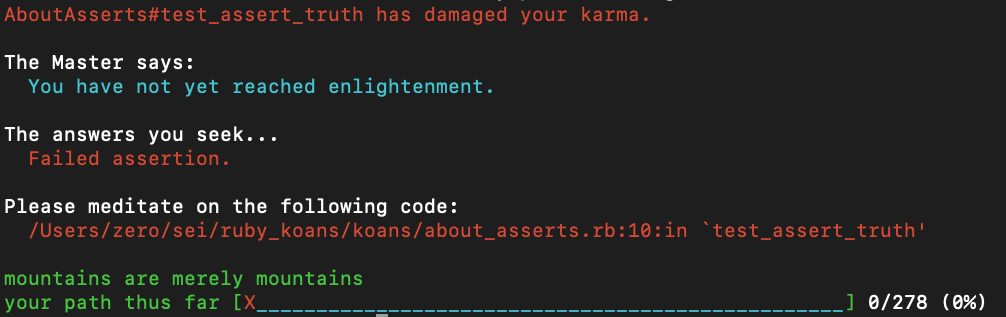 AboutAsserts#test_assert_truth has damaged your karma.
The Master says:
You have not yet reached enlightenment.
The answers you seek...
Failed assertion.
Please meditate on the following code:
/Users/zero/sei/ruby_koans/koans/about_asserts.rb:10:in `test_assert_truth'
mountains are merely mountains
your path thus far [X_________________________________________________] 0/278 (0%)